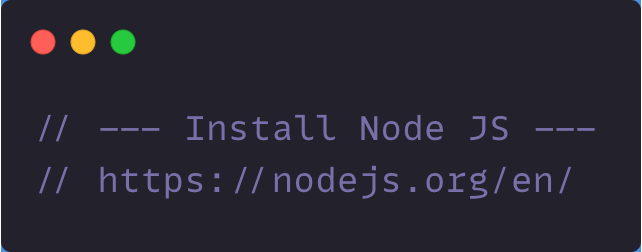 // --- Install Node JS ---
// https://nodejs.org/en/